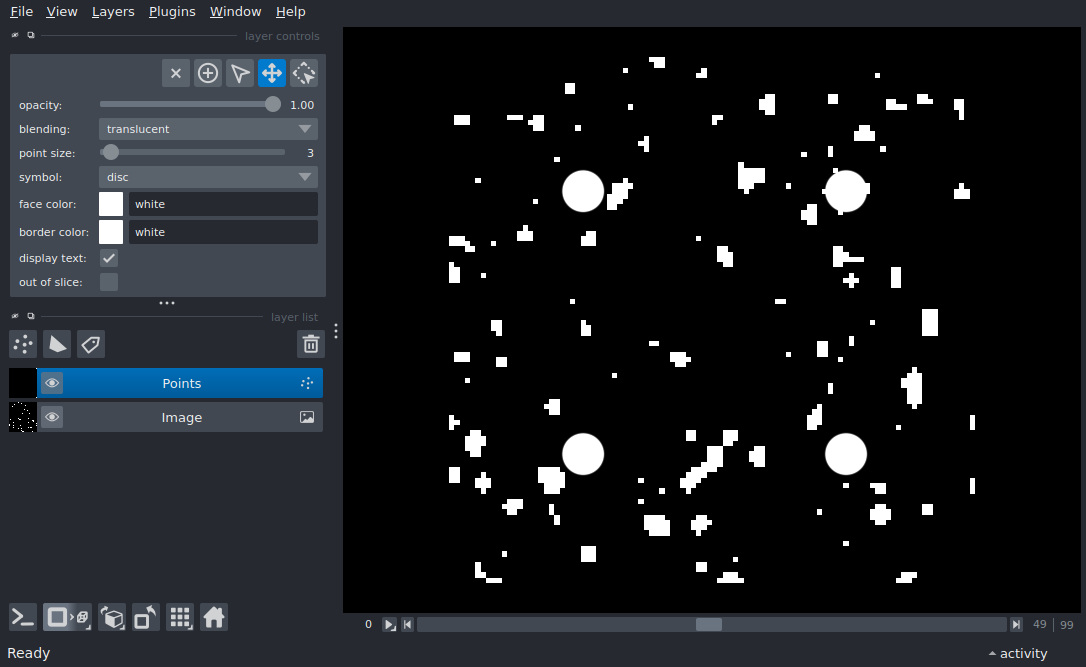 File View Layers Plugins Window Help
layer controls
opacity: 1.00
blending: translucent
point size: 3
symbol: disc
face color: white
border color: white
display text:
out of slice:
layer list
Points
Image
0 49 | 99
Ready activity